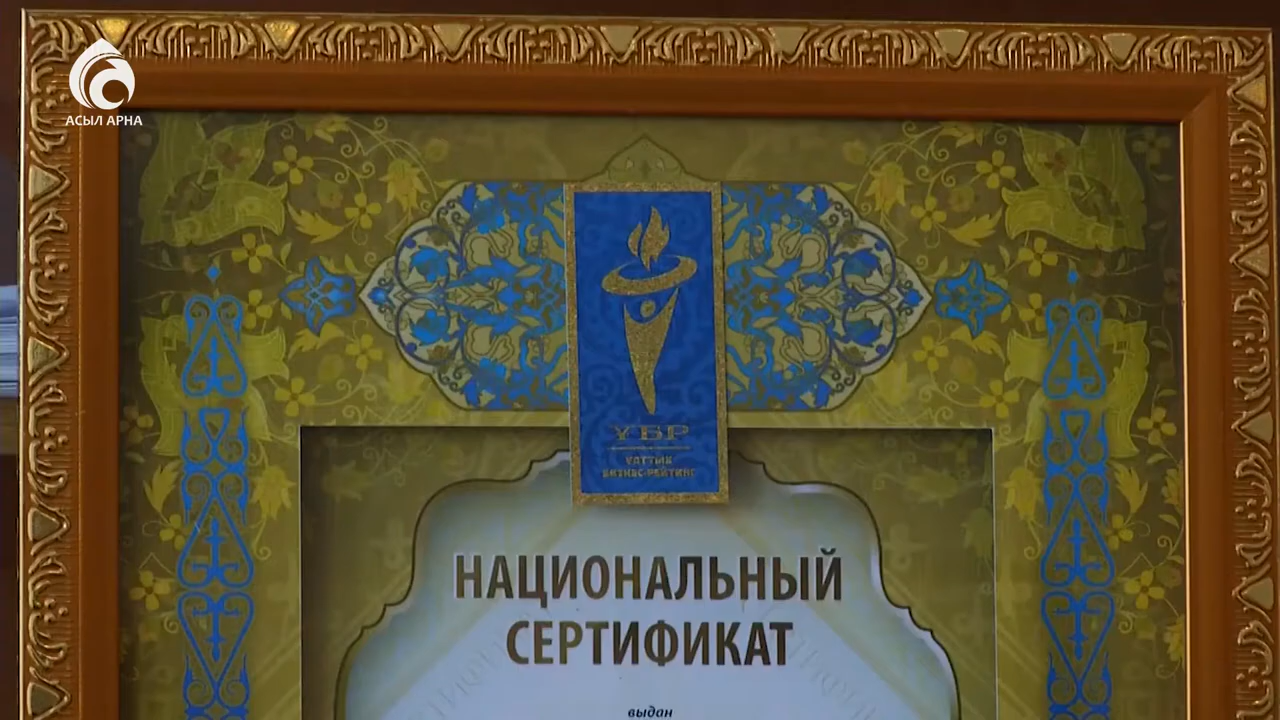 АСЫЛ АРНА
ҰБР
ҰЛТТЫҚ
БИЗНЕС-РЕЙТИНГ
НАЦИОНАЛЬНЫЙ
СЕРТИФИКАТ
выдан